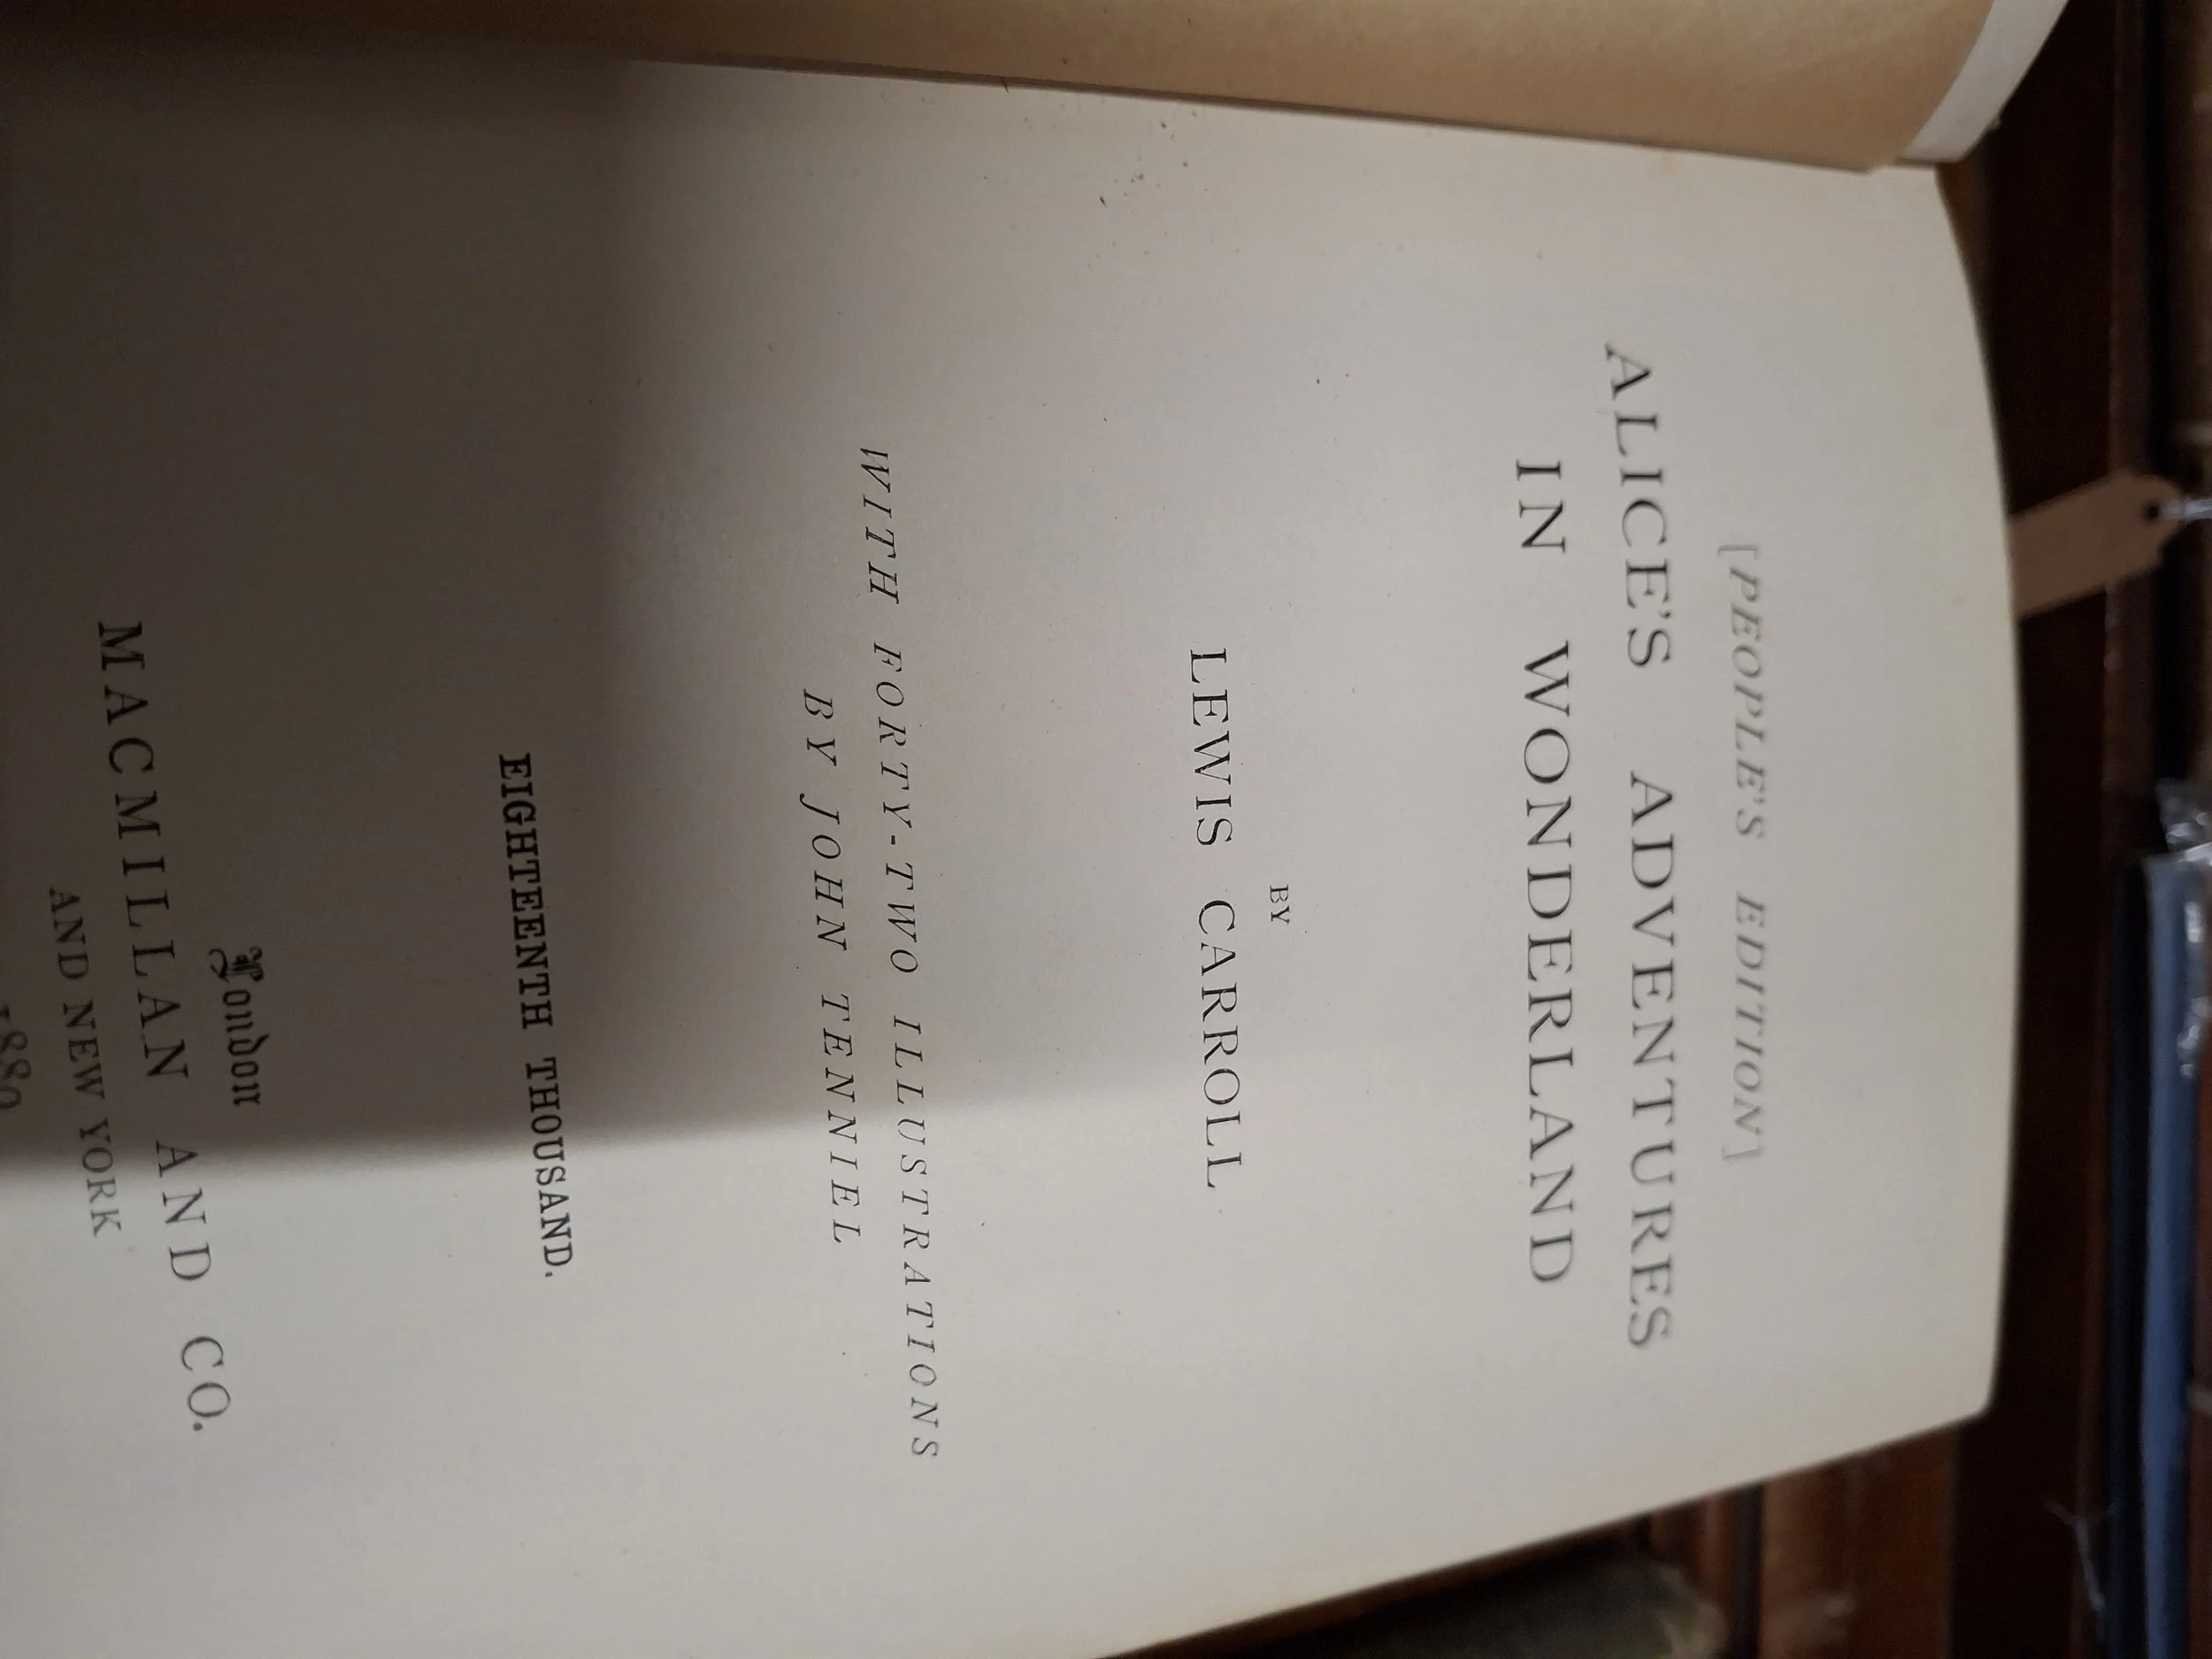 [PEOPLE'S EDITION]
ALICE'S ADVENTURES
IN WONDERLAND
BY
LEWIS CARROLL
WITH FORTY-TWO ILLUSTRATIONS
BY JOHN TENNIEL
EIGHTEENTH THOUSAND.
London
MACMILLAN AND CO.
AND NEW YORK